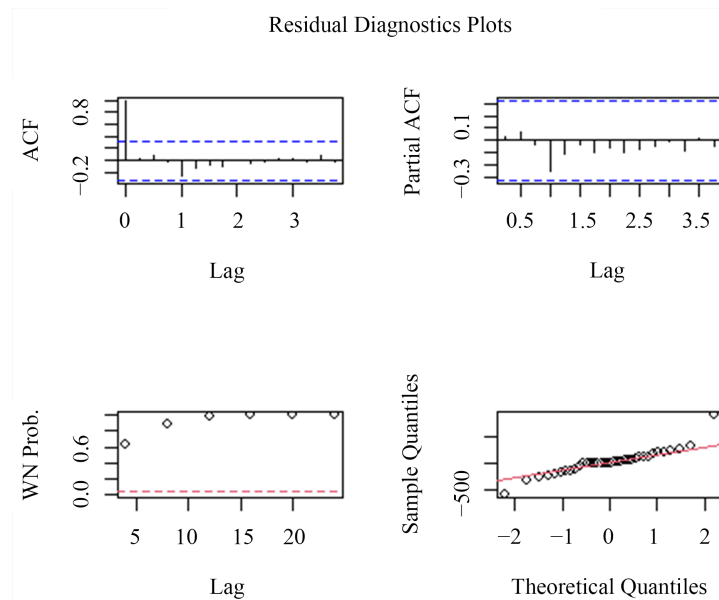 Residual Diagnostics Plots
ACF
0.8
−0.2
0 1 2 3
Lag
Partial ACF
0.1
−0.3
0.5 1.5 2.5 3.5
Lag
WN Prob.
0.6
0.0
5 10 15 20
Lag
Sample Quantiles
−500
−2 −1 0 1 2
Theoretical Quantiles